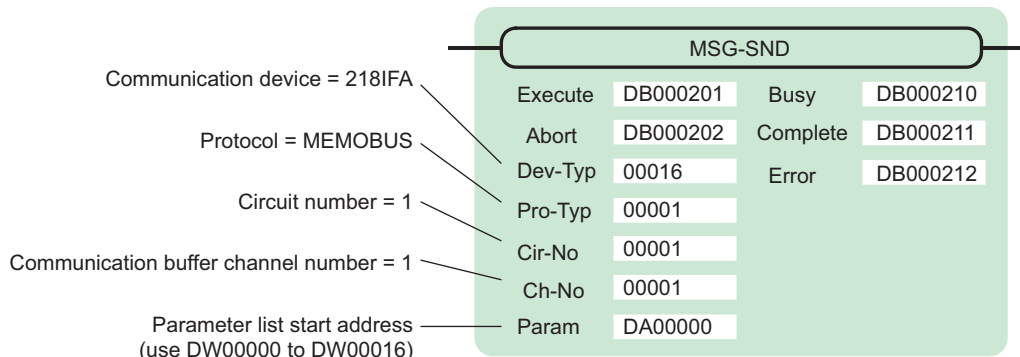 MSG-SND
Communication device = 218IFA
Execute DB000201 Busy DB000210
Protocol = MEMOBUS
Abort DB000202 Complete DB000211
Dev-Typ 00016 Error DB000212
Circuit number = 1
Pro-Typ 00001
Cir-No 00001
Communication buffer channel number = 1
Ch-No 00001
Parameter list start address
(use DW00000 to DW00016)
Param DA00000